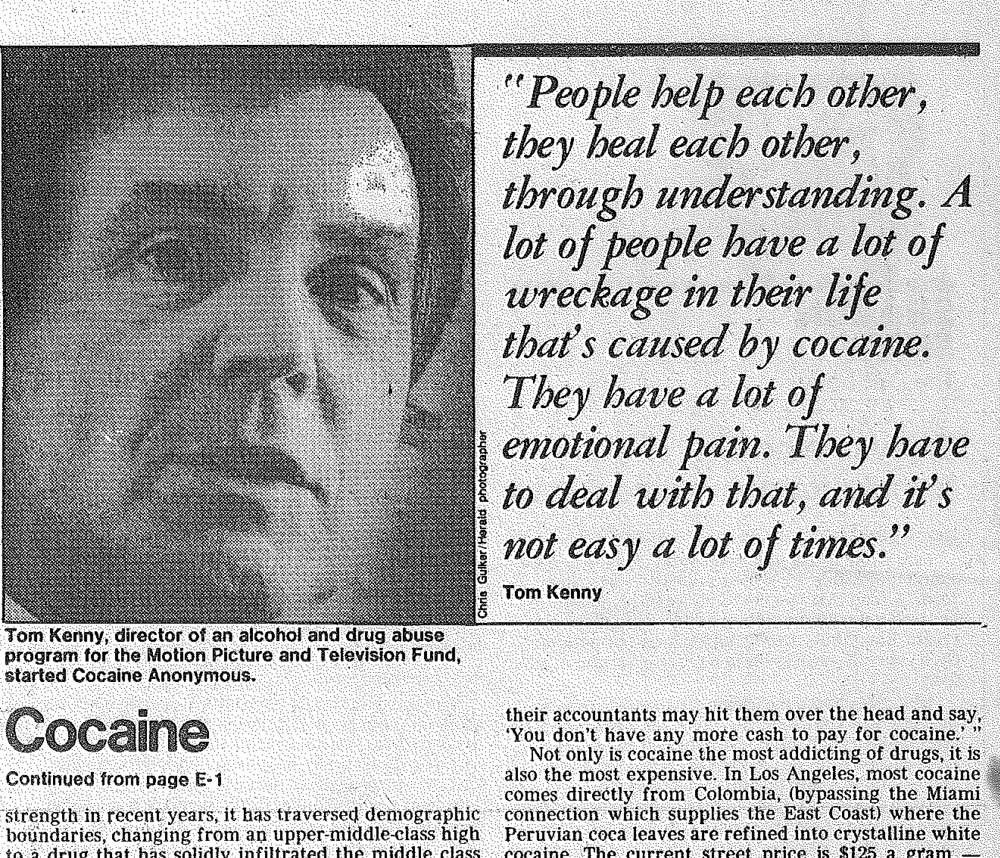 "People help each other,
they heal each other,
through understanding. A
lot of people have a lot of
wreckage in their life
that's caused by cocaine.
They have a lot of
emotional pain. They have
to deal with that, and it's
not easy a lot of times."
Tom Kenny
Chris Gulker/Herald photographer
Tom Kenny, director of an alcohol and drug abuse
program for the Motion Picture and Television Fund,
started Cocaine Anonymous.
Cocaine
Continued from page E-1
strength in recent years, it has traversed demographic
boundaries, changing from an upper-middle-class high
to a drug that has solidly infiltrated the middle class
their accountants may hit them over the head and say,
'You don't have any more cash to pay for cocaine.' "
Not only is cocaine the most addicting of drugs, it is
also the most expensive. In Los Angeles, most cocaine
comes directly from Colombia, (bypassing the Miami
connection which supplies the East Coast) where the
Peruvian coca leaves are refined into crystalline white
cocaine. The current street price is $125 a gram —